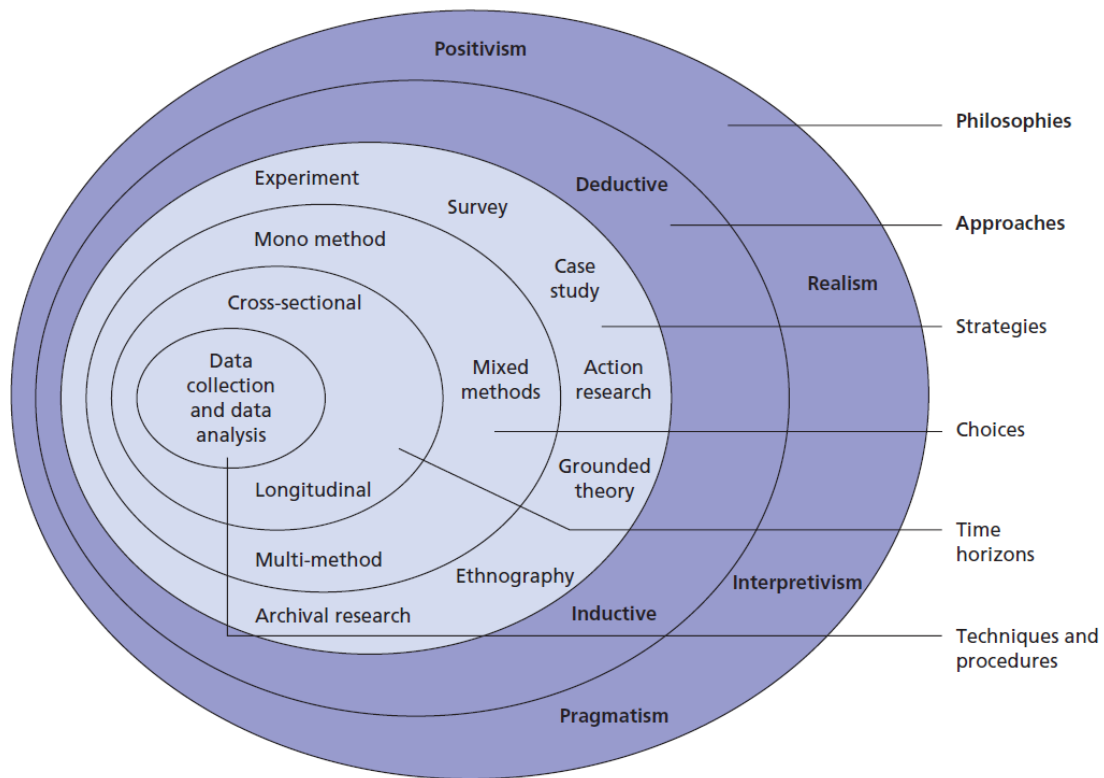 Positivism
Philosophies
Deductive
Approaches
Realism
Experiment
Survey
Case
study
Strategies
Mono method
Cross-sectional
Mixed
methods
Action
research
Data
collection
and data
analysis
Choices
Grounded
theory
Longitudinal
Time
horizons
Multi-method
Ethnography
Interpretivism
Archival research
Inductive
Techniques and
procedures
Pragmatism